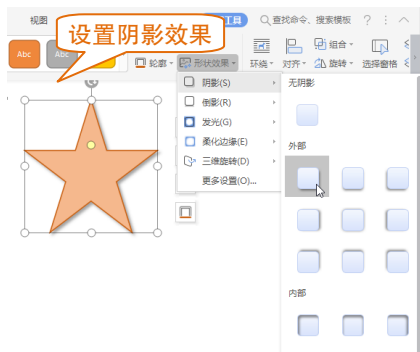 视图
工具
查找命令、搜索模板
?
设置阴影效果
Abc
Abc
轮廓
形状效果
环绕
对齐
组合
旋转
选择窗格
阴影(S)
倒影(R)
发光(G)
柔化边缘(E)
三维旋转(D)
更多设置(O)...
无阴影
外部
内部